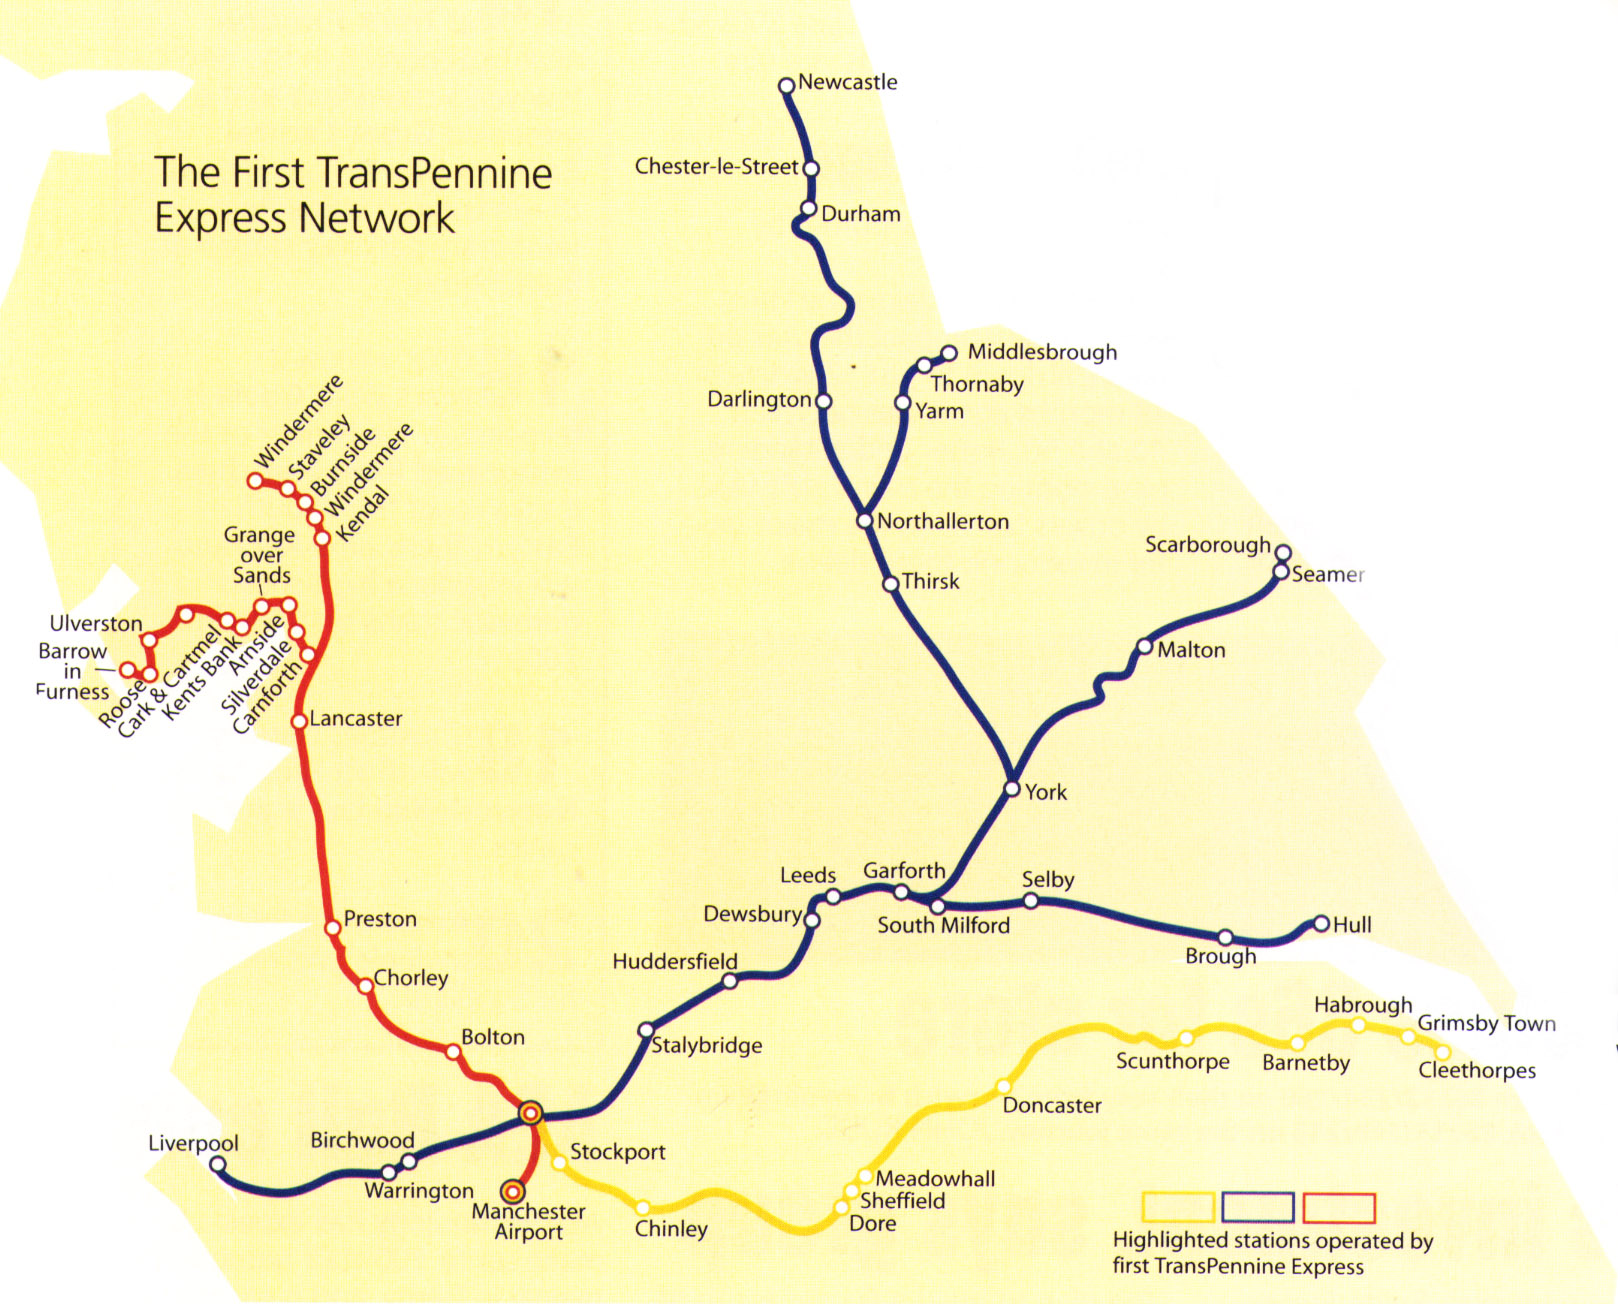 The First TransPennine
Express Network
Newcastle
Chester-le-Street
Durham
Middlesbrough
Thornaby
Darlington
Yarm
Northallerton
Thirsk
Scarborough
Seamer
Malton
York
Windermere
Staveley
Burnside
Windermere
Kendal
Grange
over
Sands
Ulverston
Barrow
in
Furness
Roose
Cark & Cartmel
Kents Bank
Arnside
Silverdale
Carnforth
Lancaster
Preston
Chorley
Bolton
Leeds
Garforth
Selby
Dewsbury
South Milford
Hull
Brough
Huddersfield
Stalybridge
Liverpool
Birchwood
Warrington
Manchester
Airport
Stockport
Chinley
Meadowhall
Sheffield
Dore
Doncaster
Scunthorpe
Barnetby
Habrough
Grimsby Town
Cleethorpes
Highlighted stations operated by
first TransPennine Express